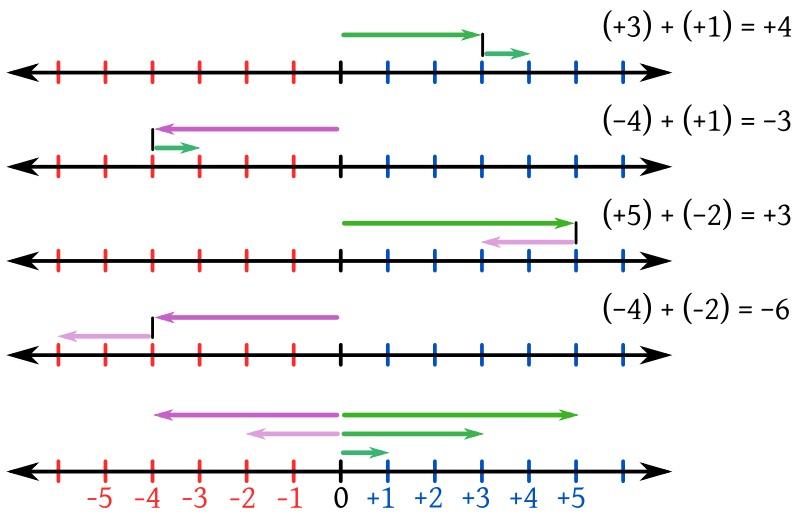 (+3) + (+1) = +4
(−4) + (+1) = −3
(+5) + (−2) = +3
(−4) + (-2) = −6
-5 -4 -3 -2 -1 0 +1 +2 +3 +4 +5